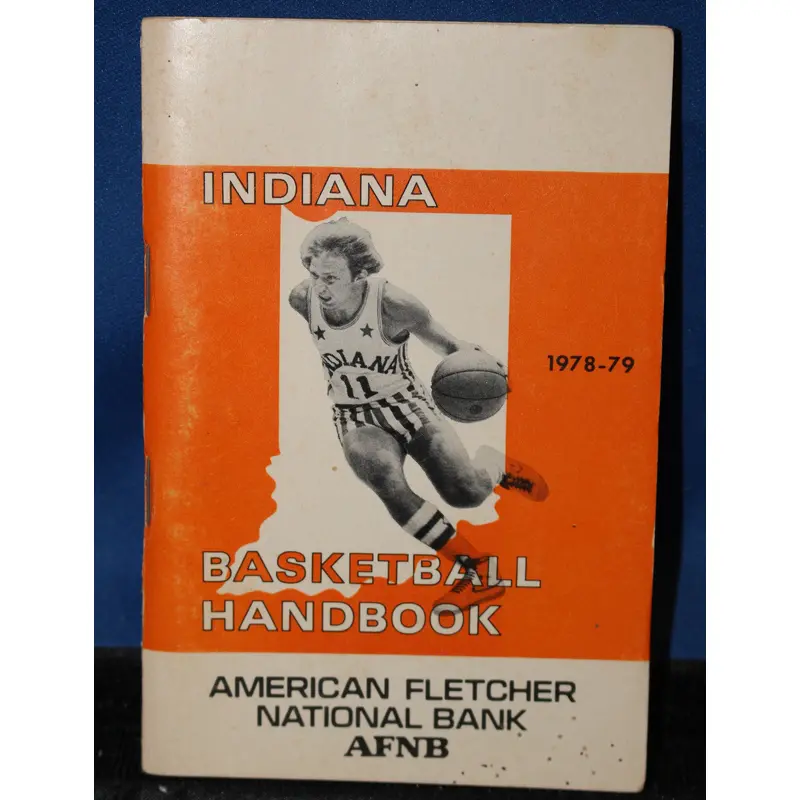 INDIANA
INDIANA
11
1978-79
BASKETBALL
HANDBOOK
AMERICAN FLETCHER
NATIONAL BANK
AFNB